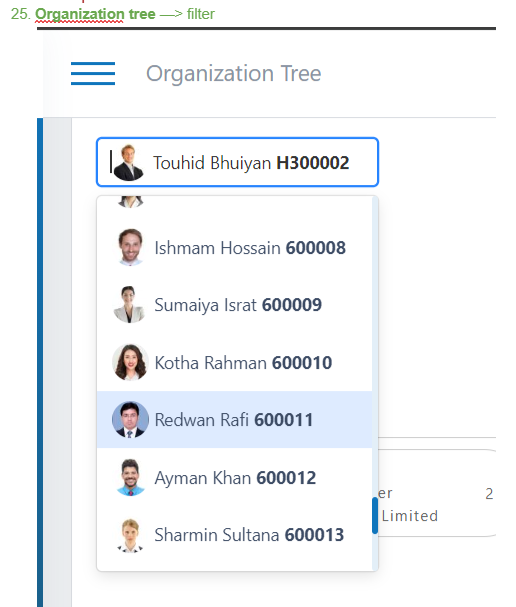 25. Organization tree —> filter
Organization Tree
Touhid Bhuiyan H300002
Ishmam Hossain 600008
Sumaiya Israt 600009
Kotha Rahman 600010
Redwan Rafi 600011
Ayman Khan 600012
er 2
Limited
Sharmin Sultana 600013